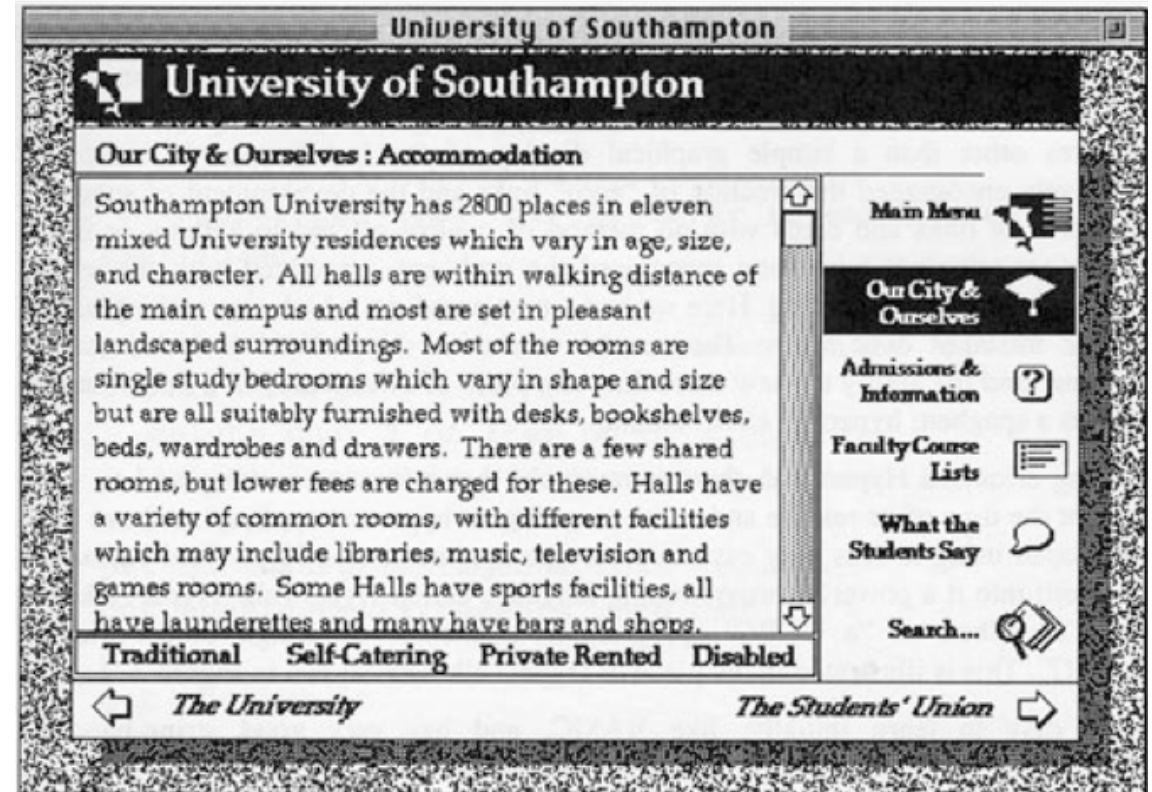 University of Southampton
University of Southampton
Our City & Ourselves : Accommodation
Southampton University has 2800 places in eleven
mixed University residences which vary in age, size,
and character. All halls are within walking distance of
the main campus and most are set in pleasant
landscaped surroundings. Most of the rooms are
single study bedrooms which vary in shape and size
but are all suitably furnished with desks, bookshelves,
beds, wardrobes and drawers. There are a few shared
rooms, but lower fees are charged for these. Halls have
a variety of common rooms, with different facilities
which may include libraries, music, television and
games rooms. Some Halls have sports facilities, all
have launderettes and many have bars and shops.
Traditional Self-Catering Private Rented Disabled
Main Menu
Our City &
Ourselves
Admissions &
Information
?
Faculty Course
Lists
What the
Students Say
Search...
The University
The Students' Union